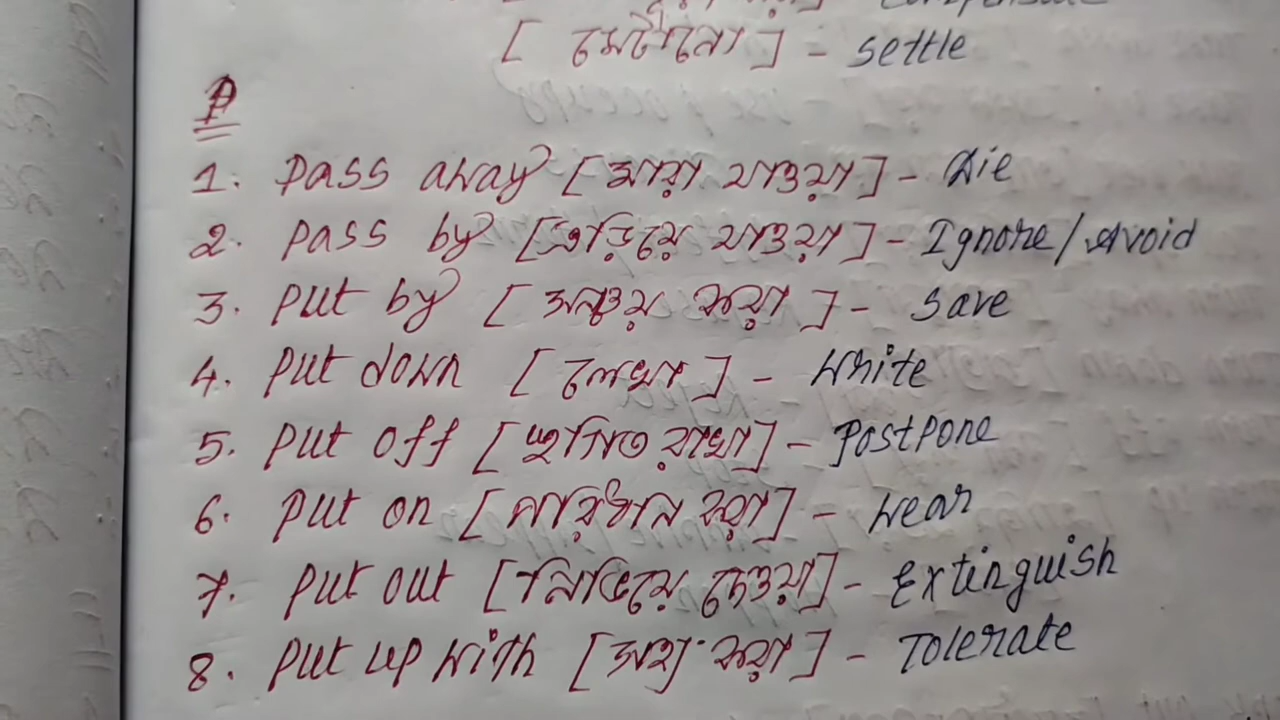 [মেটানো] - Settle
P
1. Pass away [মারা যাওয়া] - Die
2. Pass by [এড়িয়ে যাওয়া] - Ignore/Avoid
3. Put by [সঞ্চয় করা] - Save
4. Put down [লেখা] - Write
5. Put off [স্থগিত রাখা] - Postpone
6. Put on [পরিধান করা] - Wear
7. Put out [নিভিয়ে দেওয়া] - Extinguish
8. Put up with [সহ্য করা] - Tolerate